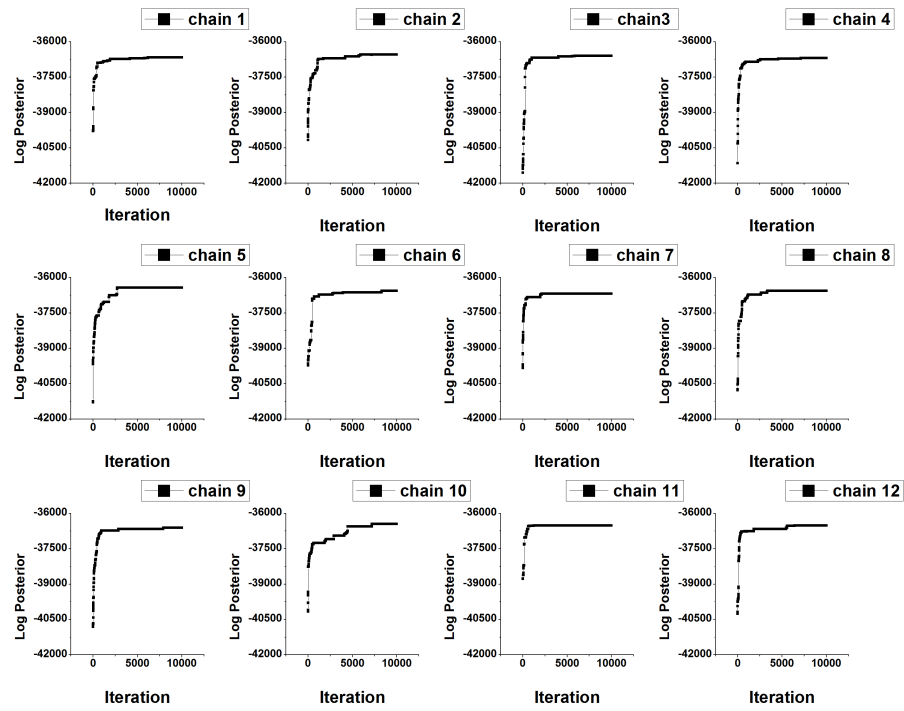 chain 1
chain 2
chain3
chain 4
-36000
-37500
-39000
-40500
-42000
Log Posterior
0 5000 10000
Iteration
-36000
-37500
-39000
-40500
-42000
Log Posterior
0 5000 10000
Iteration
-36000
-37500
-39000
-40500
-42000
Log Posterior
0 5000 10000
Iteration
-36000
-37500
-39000
-40500
-42000
Log Posterior
0 5000 10000
Iteration
chain 5
chain 6
chain 7
chain 8
-36000
-37500
-39000
-40500
-42000
Log Posterior
0 5000 10000
Iteration
-36000
-37500
-39000
-40500
-42000
Log Posterior
0 5000 10000
Iteration
-36000
-37500
-39000
-40500
-42000
Log Posterior
0 5000 10000
Iteration
-36000
-37500
-39000
-40500
-42000
Log Posterior
0 5000 10000
Iteration
chain 9
chain 10
chain 11
chain 12
-36000
-37500
-39000
-40500
-42000
Log Posterior
0 5000 10000
Iteration
-36000
-37500
-39000
-40500
-42000
Log Posterior
0 5000 10000
Iteration
-36000
-37500
-39000
-40500
-42000
Log Posterior
0 5000 10000
Iteration
-36000
-37500
-39000
-40500
-42000
Log Posterior
0 5000 10000
Iteration